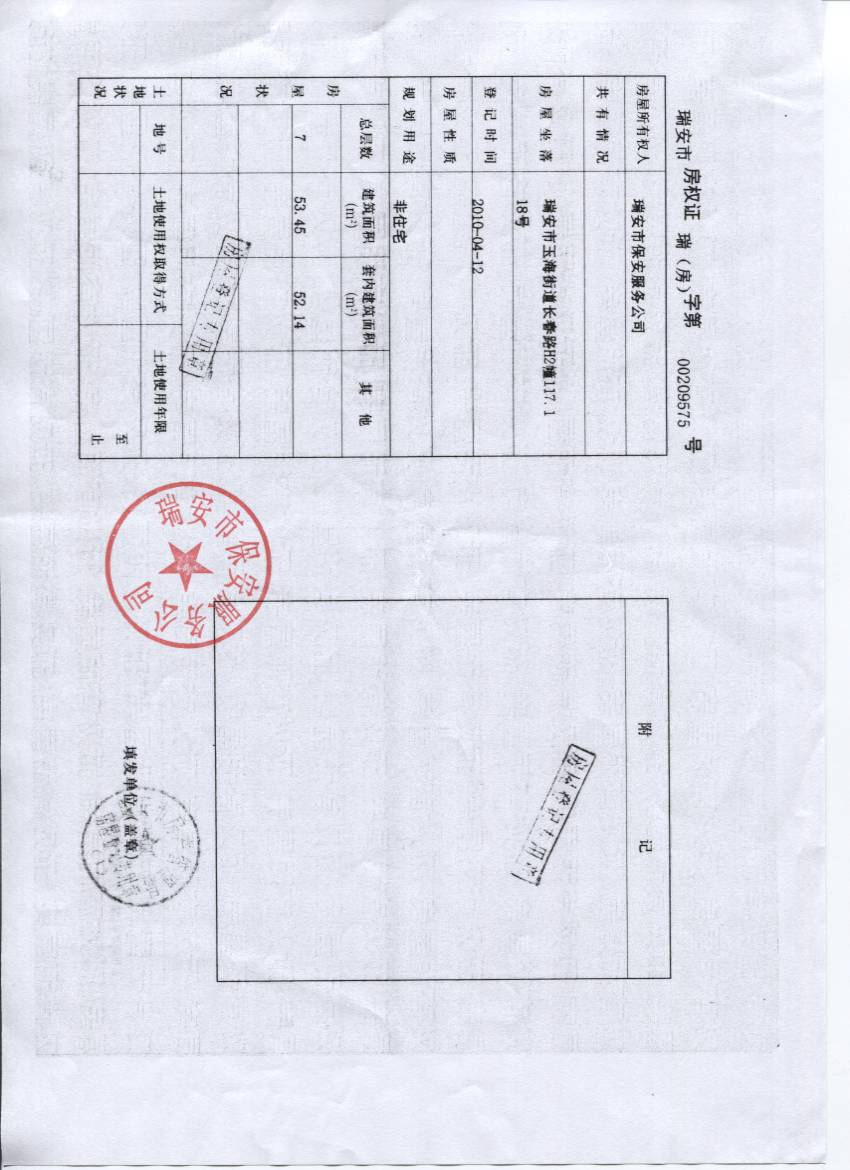 瑞安市 房权证 瑞（房）字第 00209575 号
房屋所有权人 瑞安市保安服务公司
共有情况
房屋坐落 瑞安市玉海街道长春路H2幢117.1
18号
登记时间 2010-04-12
房屋性质
规划用途 非住宅
房屋状况 总层数 建筑面积(m²) 套内建筑面积(m²) 其他
7 53.45 52.14
房屋登记专用章
土地状况 地号 土地使用权取得方式 土地使用年限
至 止
瑞安市保安服务公司
附记
房屋登记专用章
填发单位（盖章）